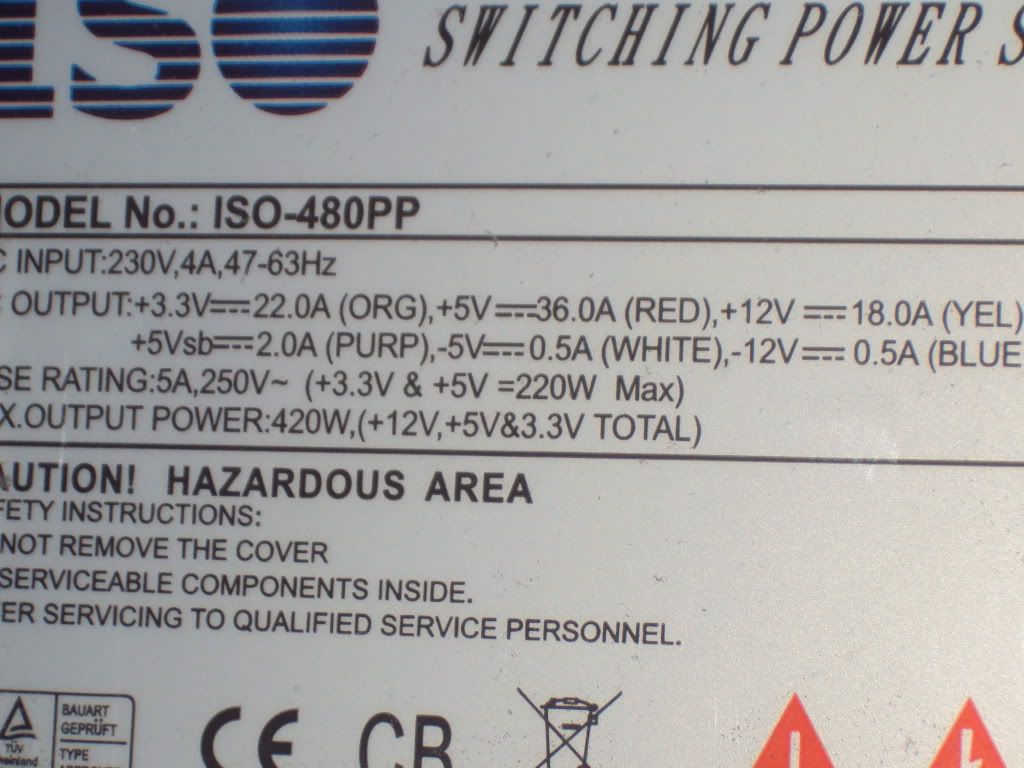 ISO SWITCHING POWER S
MODEL No.: ISO-480PP
C INPUT:230V,4A,47-63Hz
C OUTPUT:+3.3V⎓22.0A (ORG),+5V⎓36.0A (RED),+12V ⎓18.0A (YEL)
+5Vsb⎓2.0A (PURP),-5V⎓0.5A (WHITE),-12V⎓ 0.5A (BLUE
SE RATING:5A,250V~ (+3.3V & +5V =220W Max)
X.OUTPUT POWER:420W,(+12V,+5V&3.3V TOTAL)
AUTION! HAZARDOUS AREA
FETY INSTRUCTIONS:
NOT REMOVE THE COVER
SERVICEABLE COMPONENTS INSIDE.
ER SERVICING TO QUALIFIED SERVICE PERSONNEL.
BAUART
GEPRÜFT
TÜV
heinland
TYPE
CE CB